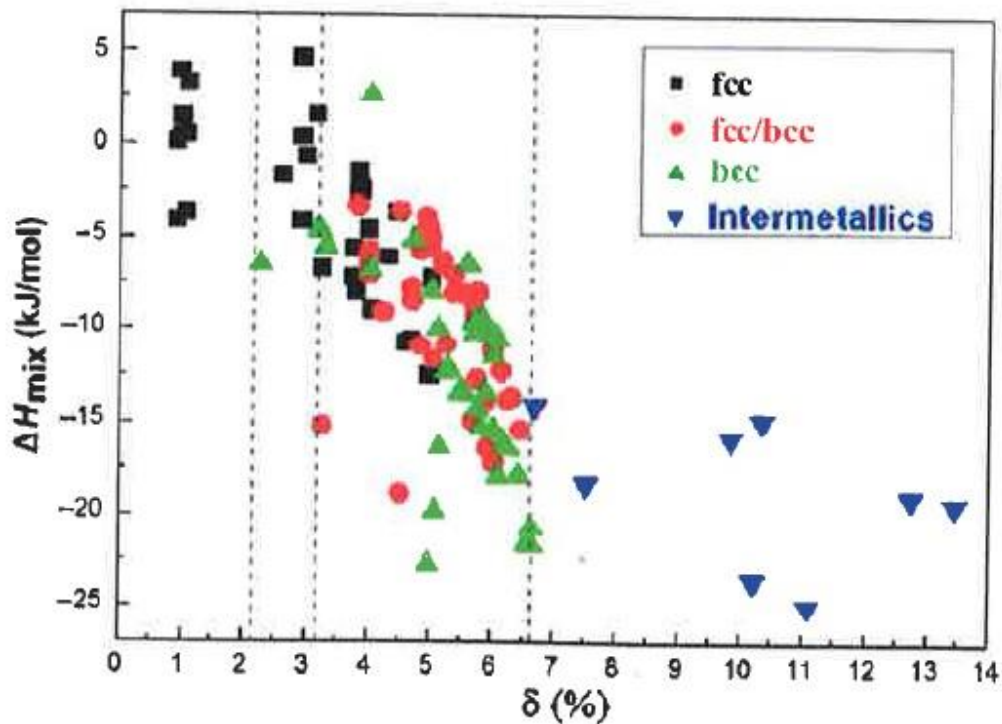 5
0
−5
−10
−15
−20
−25
ΔHmix (kJ/mol)
fcc
fcc/bcc
bcc
Intermetallics
0 1 2 3 4 5 6 7 8 9 10 11 12 13 14
δ (%)